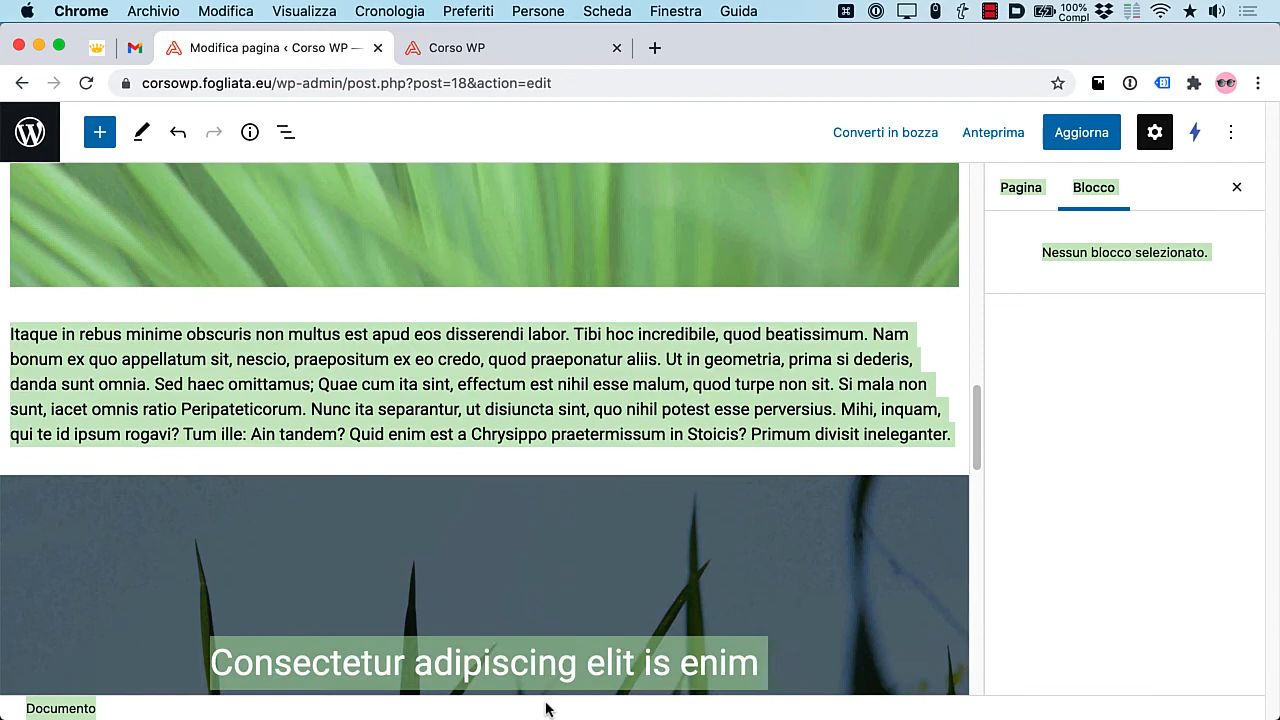 Chrome Archivio Modifica Visualizza Cronologia Preferiti Persone Scheda Finestra Guida 100% Compl
Modifica pagina ‹ Corso WP —
Corso WP
corsowp.fogliata.eu/wp-admin/post.php?post=18&action=edit
Converti in bozza Anteprima Aggiorna
Pagina Blocco
Nessun blocco selezionato.
Itaque in rebus minime obscuris non multus est apud eos disserendi labor. Tibi hoc incredibile, quod beatissimum. Nam
bonum ex quo appellatum sit, nescio, praepositum ex eo credo, quod praeponatur aliis. Ut in geometria, prima si dederis,
danda sunt omnia. Sed haec omittamus; Quae cum ita sint, effectum est nihil esse malum, quod turpe non sit. Si mala non
sunt, iacet omnis ratio Peripateticorum. Nunc ita separantur, ut disiuncta sint, quo nihil potest esse perversius. Mihi, inquam,
qui te id ipsum rogavi? Tum ille: Ain tandem? Quid enim est a Chrysippo praetermissum in Stoicis? Primum divisit ineleganter.
Consectetur adipiscing elit is enim
Documento